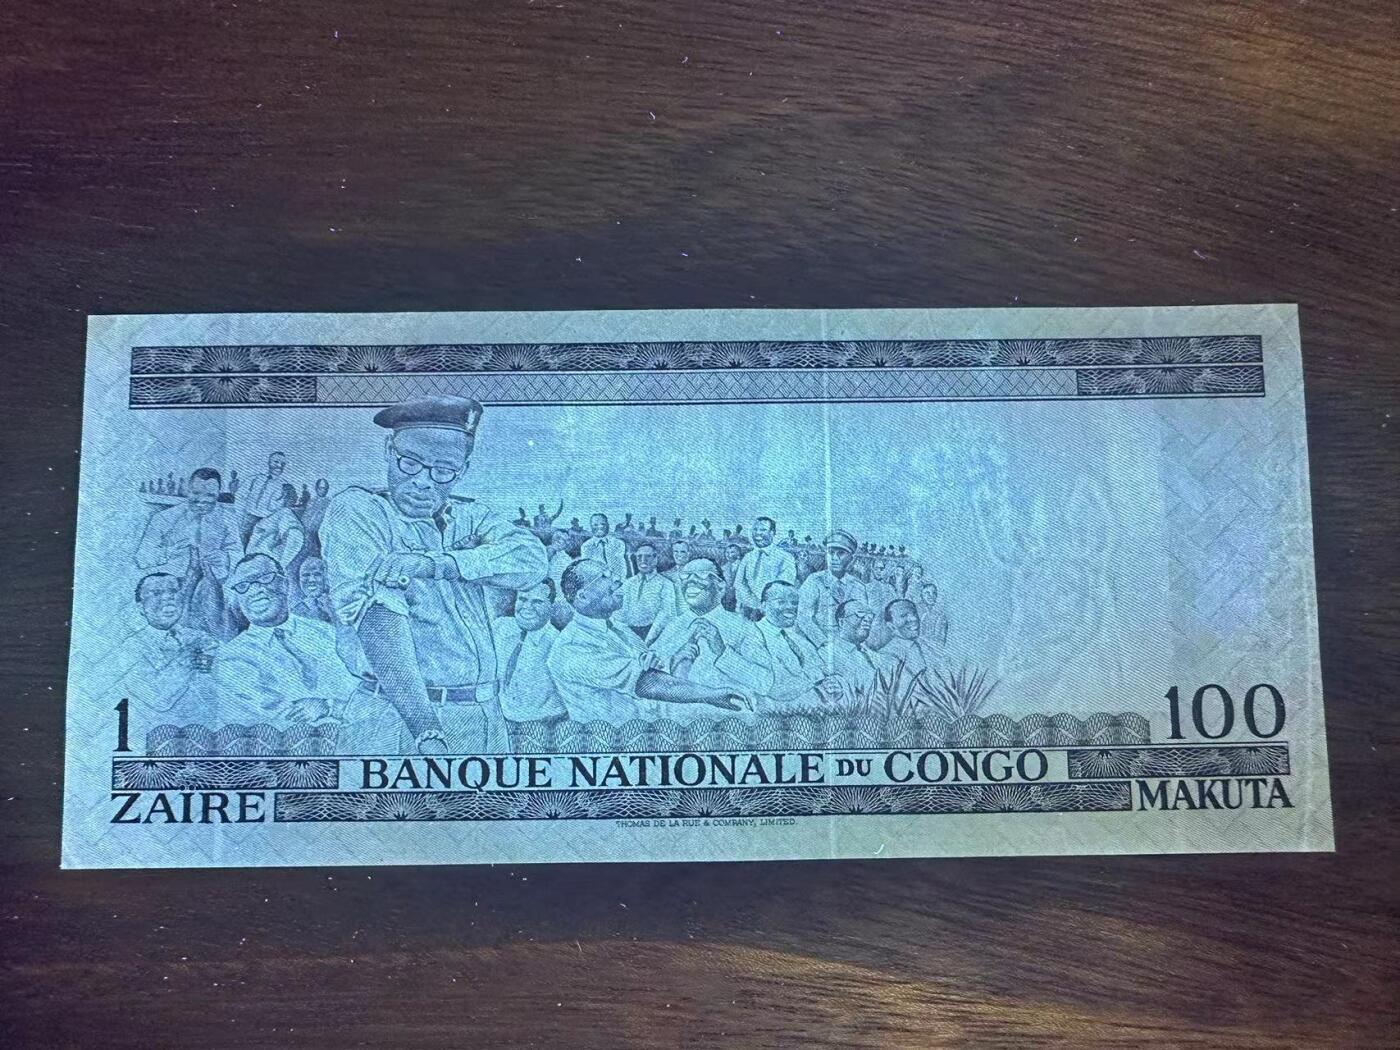 1 100
BANQUE NATIONALE DU CONGO
ZAÏRE MAKUTA
THOMAS DE LA RUE & COMPANY, LIMITED.